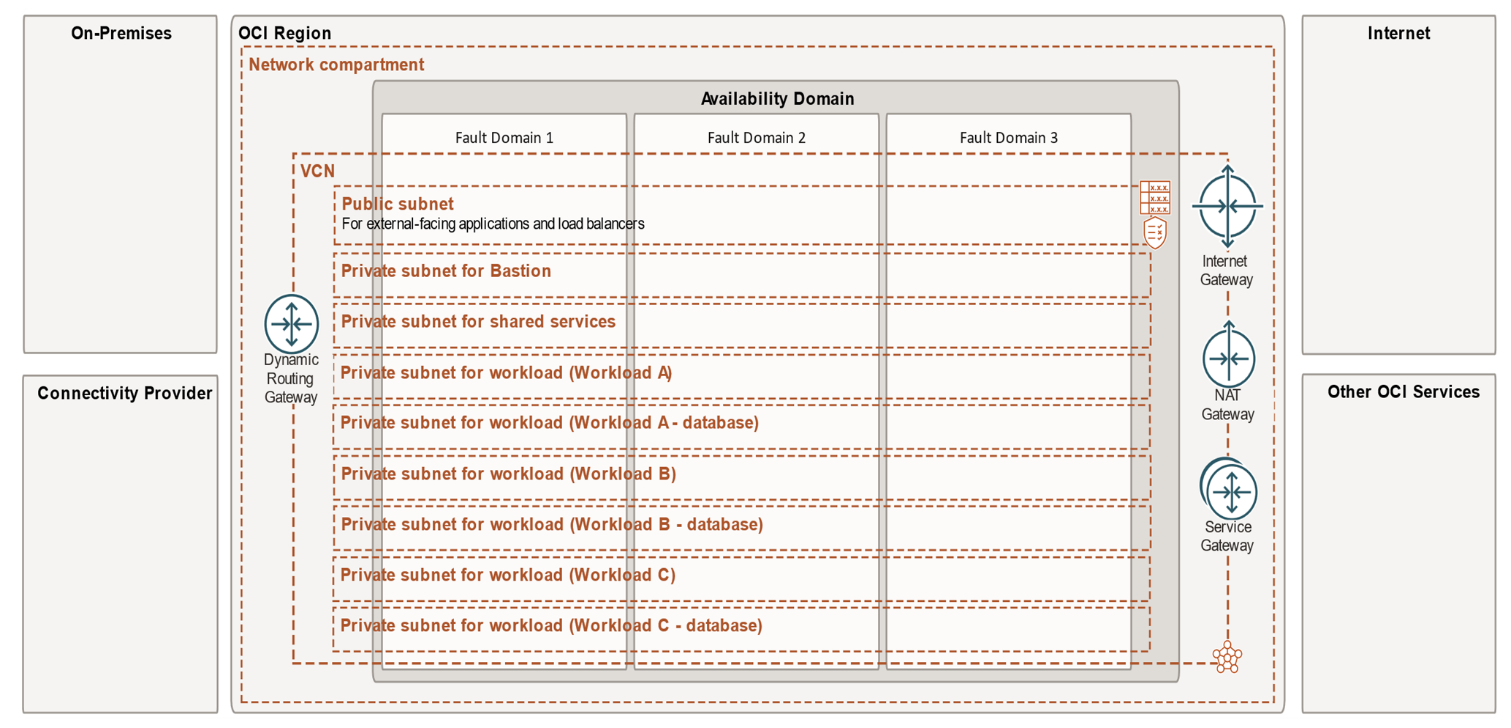 On-Premises
OCI Region
Internet
Network compartment
Availability Domain
Fault Domain 1
Fault Domain 2
Fault Domain 3
VCN
Public subnet
For external-facing applications and load balancers
x.x.x.
x.x.x.
x.x.x.
Internet
Gateway
Private subnet for Bastion
Private subnet for shared services
Dynamic
Routing
Gateway
Private subnet for workload (Workload A)
Connectivity Provider
Other OCI Services
NAT
Gateway
Private subnet for workload (Workload A - database)
Private subnet for workload (Workload B)
Private subnet for workload (Workload B - database)
Service
Gateway
Private subnet for workload (Workload C)
Private subnet for workload (Workload C - database)